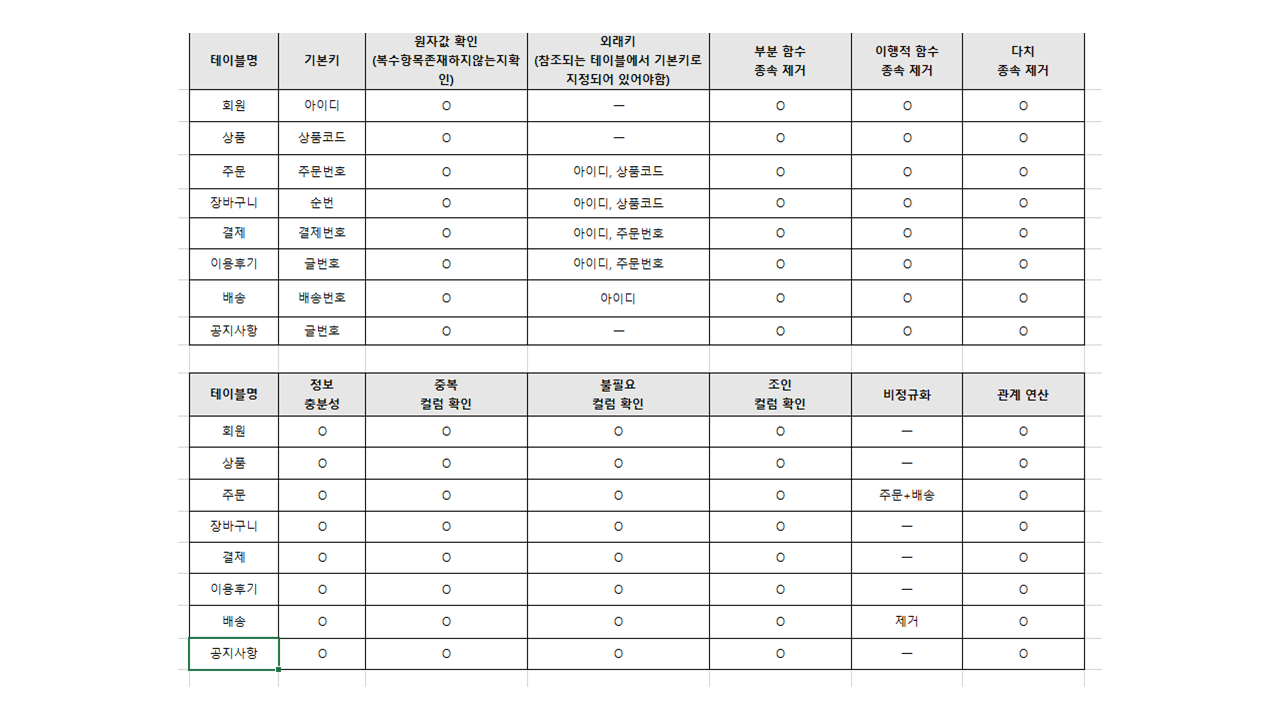 테이블명 기본키 원자값 확인 (복수항목존재하지않는지확인) 외래키 (참조되는 테이블에서 기본키로 지정되어 있어야함) 부분 함수 종속 제거 이행적 함수 종속 제거 다치 종속 제거
회원 아이디 O ― O O O
상품 상품코드 O ― O O O
주문 주문번호 O 아이디, 상품코드 O O O
장바구니 순번 O 아이디, 상품코드 O O O
결제 결제번호 O 아이디, 주문번호 O O O
이용후기 글번호 O 아이디, 주문번호 O O O
배송 배송번호 O 아이디 O O O
공지사항 글번호 O ― O O O
테이블명 정보 충분성 중복 컬럼 확인 불필요 컬럼 확인 조인 컬럼 확인 비정규화 관계 연산
회원 O O O O ― O
상품 O O O O ― O
주문 O O O O 주문+배송 O
장바구니 O O O O ― O
결제 O O O O ― O
이용후기 O O O O ― O
배송 O O O O 제거 O
공지사항 O O O O ― O